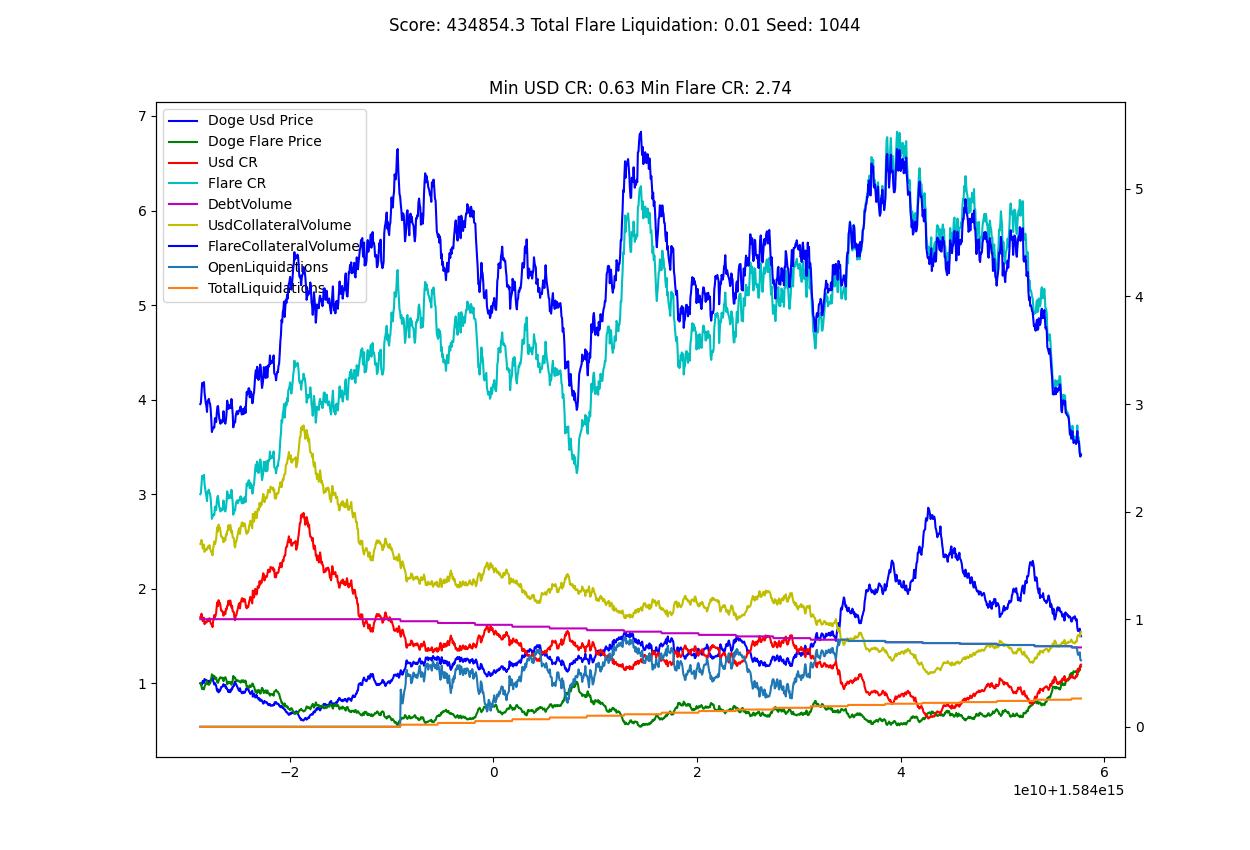 Score: 434854.3 Total Flare Liquidation: 0.01 Seed: 1044
Min USD CR: 0.63 Min Flare CR: 2.74
Doge Usd Price
Doge Flare Price
Usd CR
Flare CR
DebtVolume
UsdCollateralVolume
FlareCollateralVolume
OpenLiquidations
TotalLiquidations
7
6
5
4
3
2
1
5
4
3
2
1
0
−2
0
2
4
6
1e10+1.584e15